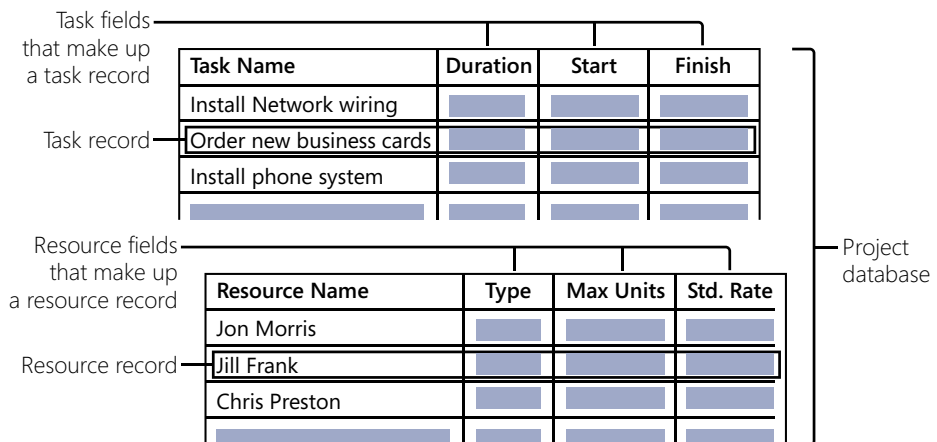 Task fields
that make up
a task record
Task Name Duration Start Finish
Install Network wiring
Task record
Order new business cards
Install phone system
Resource fields
that make up
a resource record
Project
database
Resource Name Type Max Units Std. Rate
Jon Morris
Resource record
Jill Frank
Chris Preston